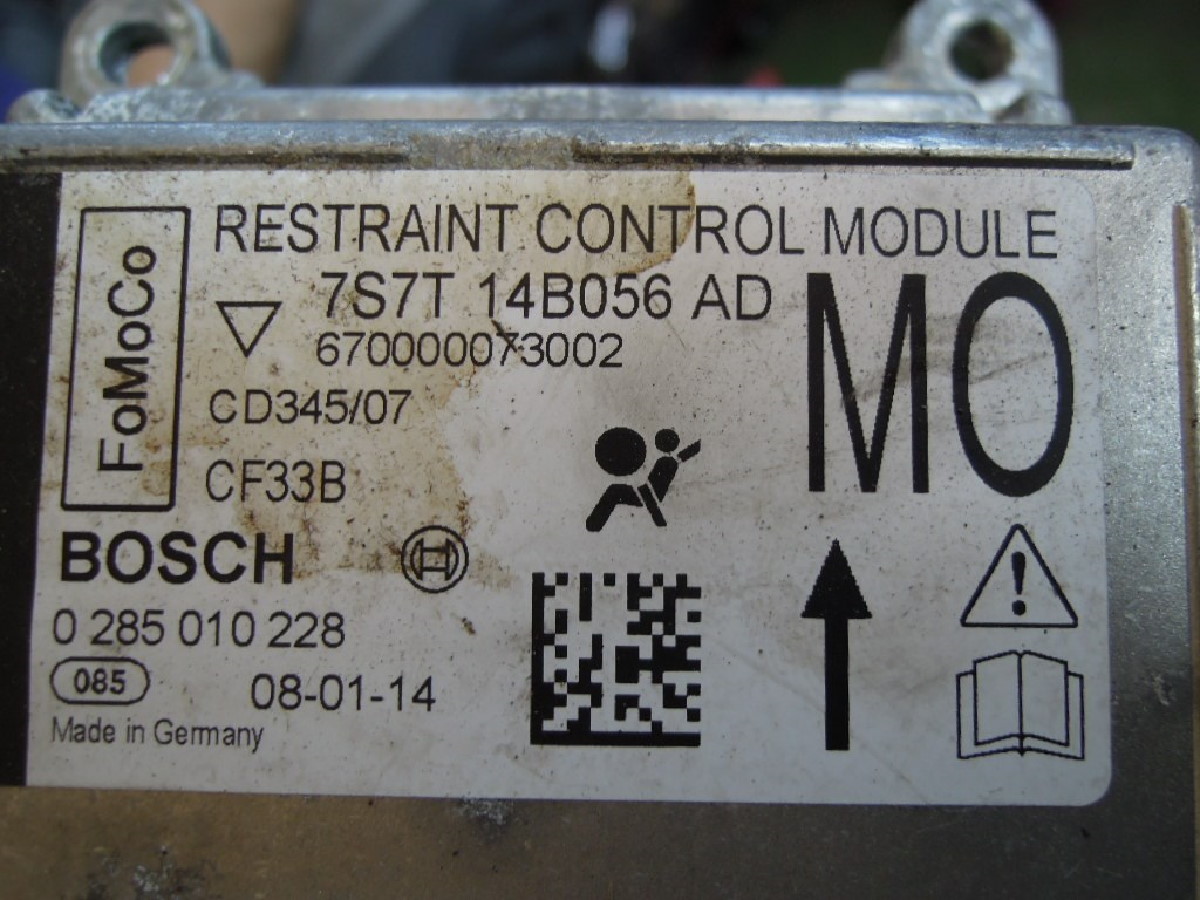 FoMoCo
RESTRAINT CONTROL MODULE
7S7T 14B056 AD
670000073002
MO
CD345/07
CF33B
BOSCH
0 285 010 228
085
08-01-14
Made in Germany